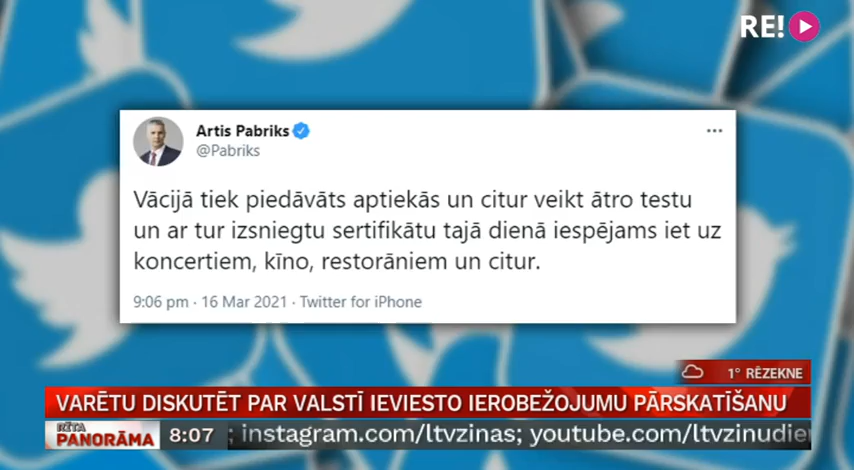 RE!
Artis Pabriks
@Pabriks
Vācijā tiek piedāvāts aptiekās un citur veikt ātro testu
un ar tur izsniegtu sertifikātu tajā dienā iespējams iet uz
koncertiem, kīno, restorāniem un citur.
9:06 pm · 16 Mar 2021 · Twitter for iPhone
1° RĒZEKNE
VARĒTU DISKUTĒT PAR VALSTĪ IEVIESTO IEROBEŽOJUMU PĀRSKATĪŠANU
RĪTA
PANORĀMA 8:07 ; instagram.com/ltvzinas; youtube.com/ltvzinudien